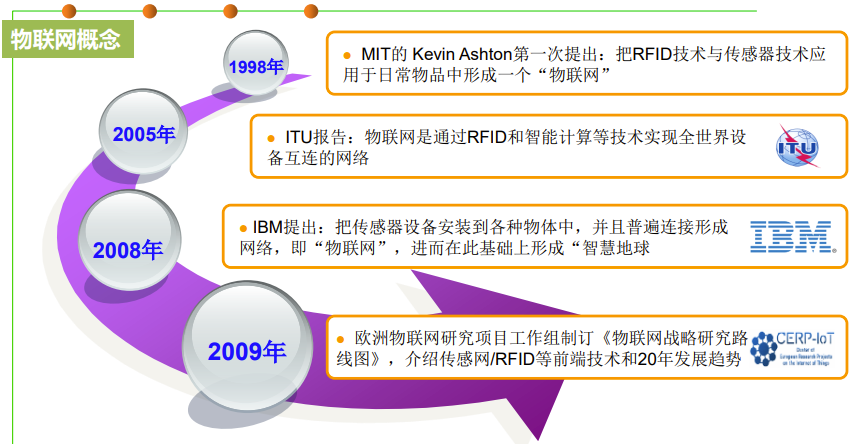 物联网概念
1998年
MIT的 Kevin Ashton第一次提出：把RFID技术与传感器技术应
用于日常物品中形成一个“物联网”
2005年
ITU报告：物联网是通过RFID和智能计算等技术实现全世界设
备互连的网络
ITU
2008年
IBM提出：把传感器设备安装到各种物体中，并且普遍连接形成
网络，即“物联网”，进而在此基础上形成“智慧地球
IBM®
2009年
欧洲物联网研究项目工作组制订《物联网战略研究路
线图》，介绍传感网/RFID等前端技术和20年发展趋势
CERP-IoT
Cluster of
European Research Projects
on the Internet of Things